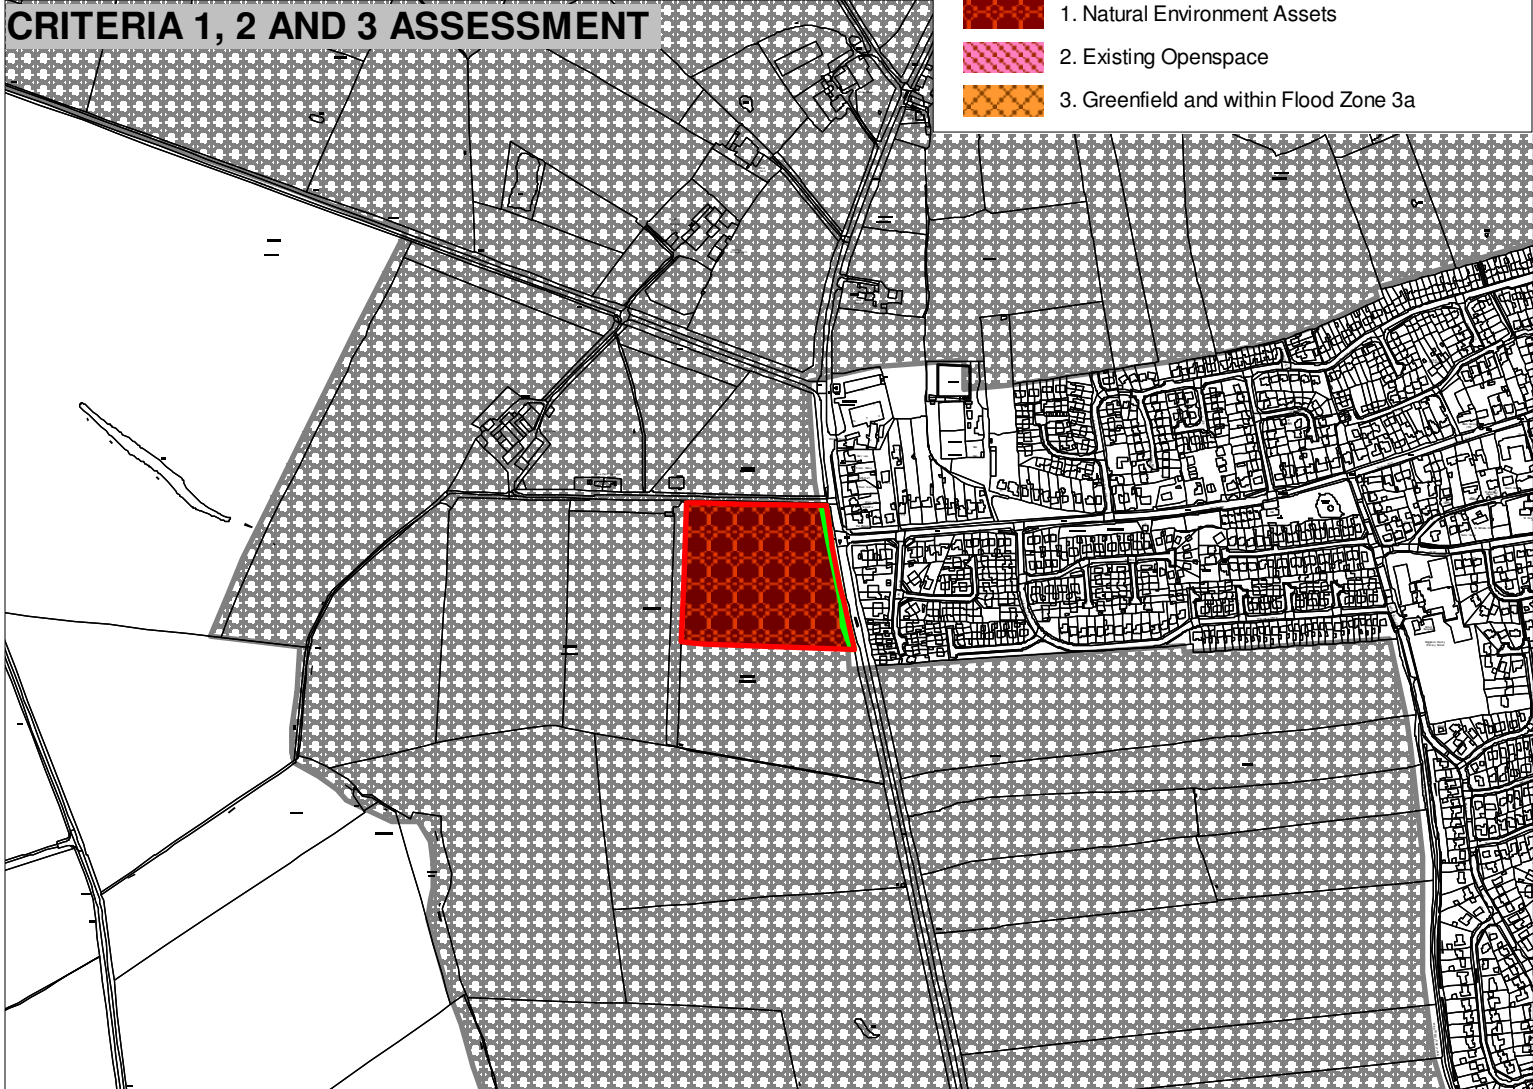 CRITERIA 1, 2 AND 3 ASSESSMENT
1. Natural Environment Assets
2. Existing Openspace
3. Greenfield and within Flood Zone 3a